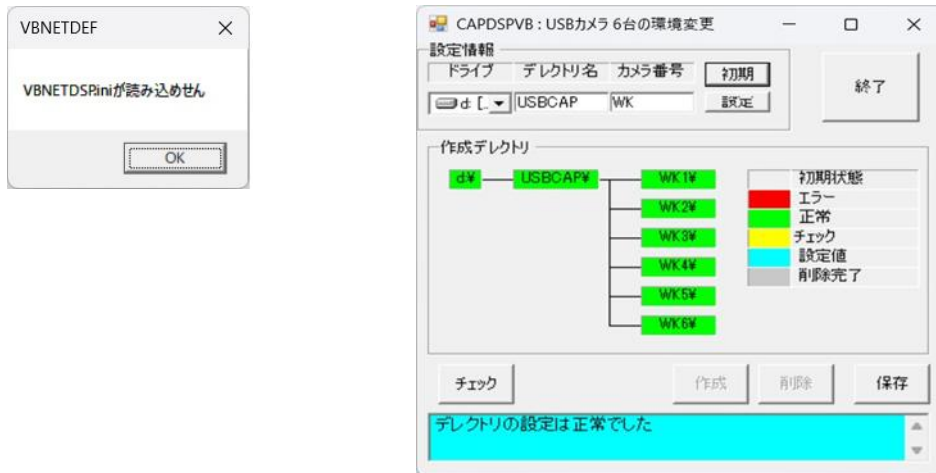 VBNETDEF
VBNETDSP.iniが読み込めせん
OK
CAPDSPVB : USBカメラ 6台の環境変更
設定情報
ドライブ デレクトリ名 カメラ番号 初期
d: [.. USBCAP WK 設定
終了
作成デレクトリ
d:¥ USBCAP¥ WK1¥
WK2¥
WK3¥
WK4¥
WK5¥
WK6¥
初期状態
エラー
正常
チェック
設定値
削除完了
チェック 作成 削除 保存
デレクトリの設定は正常でした